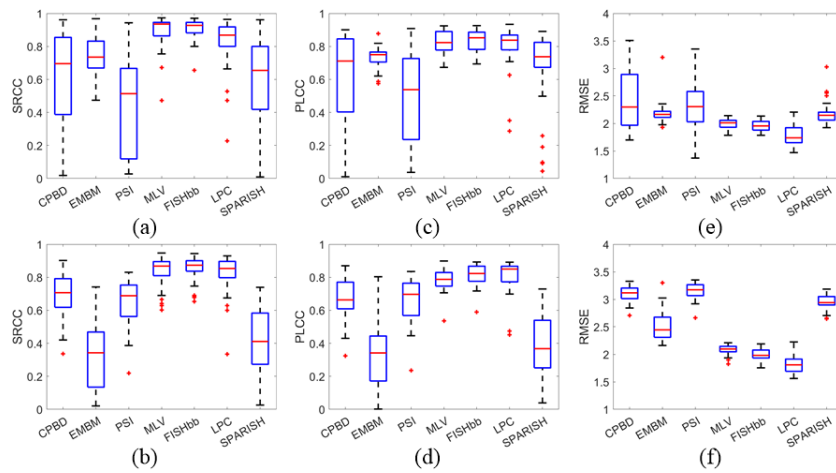 1
0.8
0.6
0.4
0.2
0
SRCC
CPBD EMBM PSI MLV FISHbb LPC SPARISH
(a)
1
0.8
0.6
0.4
0.2
0
PLCC
CPBD EMBM PSI MLV FISHbb LPC SPARISH
(c)
4
3.5
3
2.5
2
1.5
1
RMSE
CPBD EMBM PSI MLV FISHbb LPC SPARISH
(e)
1
0.8
0.6
0.4
0.2
0
SRCC
CPBD EMBM PSI MLV FISHbb LPC SPARISH
(b)
1
0.8
0.6
0.4
0.2
0
PLCC
CPBD EMBM PSI MLV FISHbb LPC SPARISH
(d)
4
3.5
3
2.5
2
1.5
1
RMSE
CPBD EMBM PSI MLV FISHbb LPC SPARISH
(f)